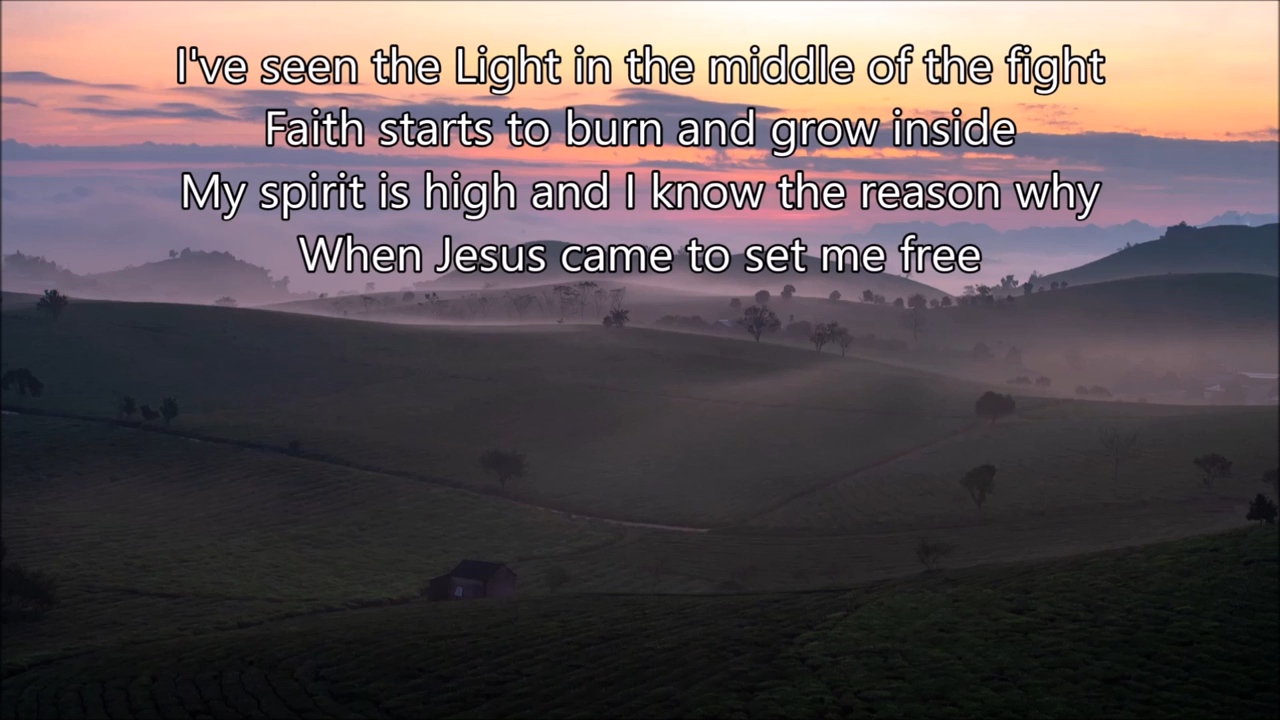 I've seen the Light in the middle of the fight
Faith starts to burn and grow inside
My spirit is high and I know the reason why
When Jesus came to set me free